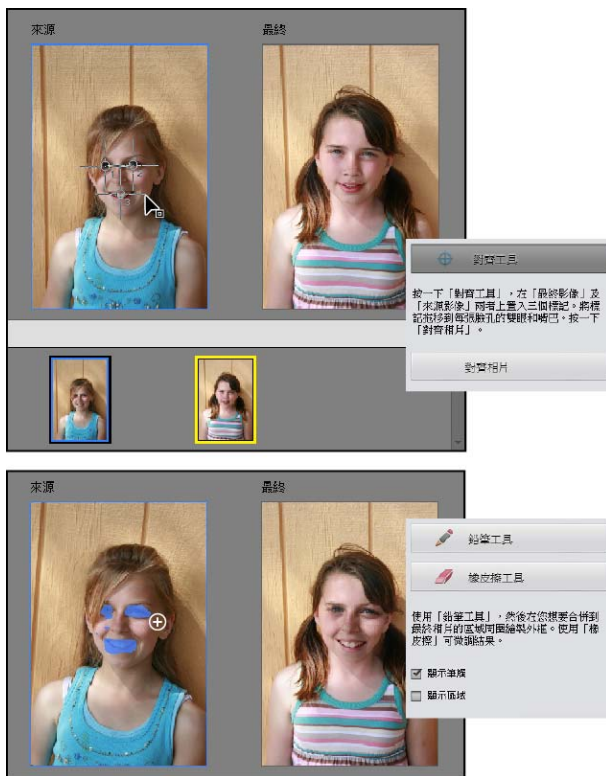 來源
最終
對齊工具
按一下「對齊工具」，在「最終影像」及
「來源影像」兩者上置入三個標記。將標
記拖移到每張臉孔的雙眼和嘴巴。按一下
「對齊相片」。
對齊相片
來源
最終
鉛筆工具
橡皮擦工具
使用「鉛筆工具」，然後在您想要合併到
最終相片的區域周圍繪製外框。使用「橡
皮擦」可微調結果。
顯示筆觸
顯示區域